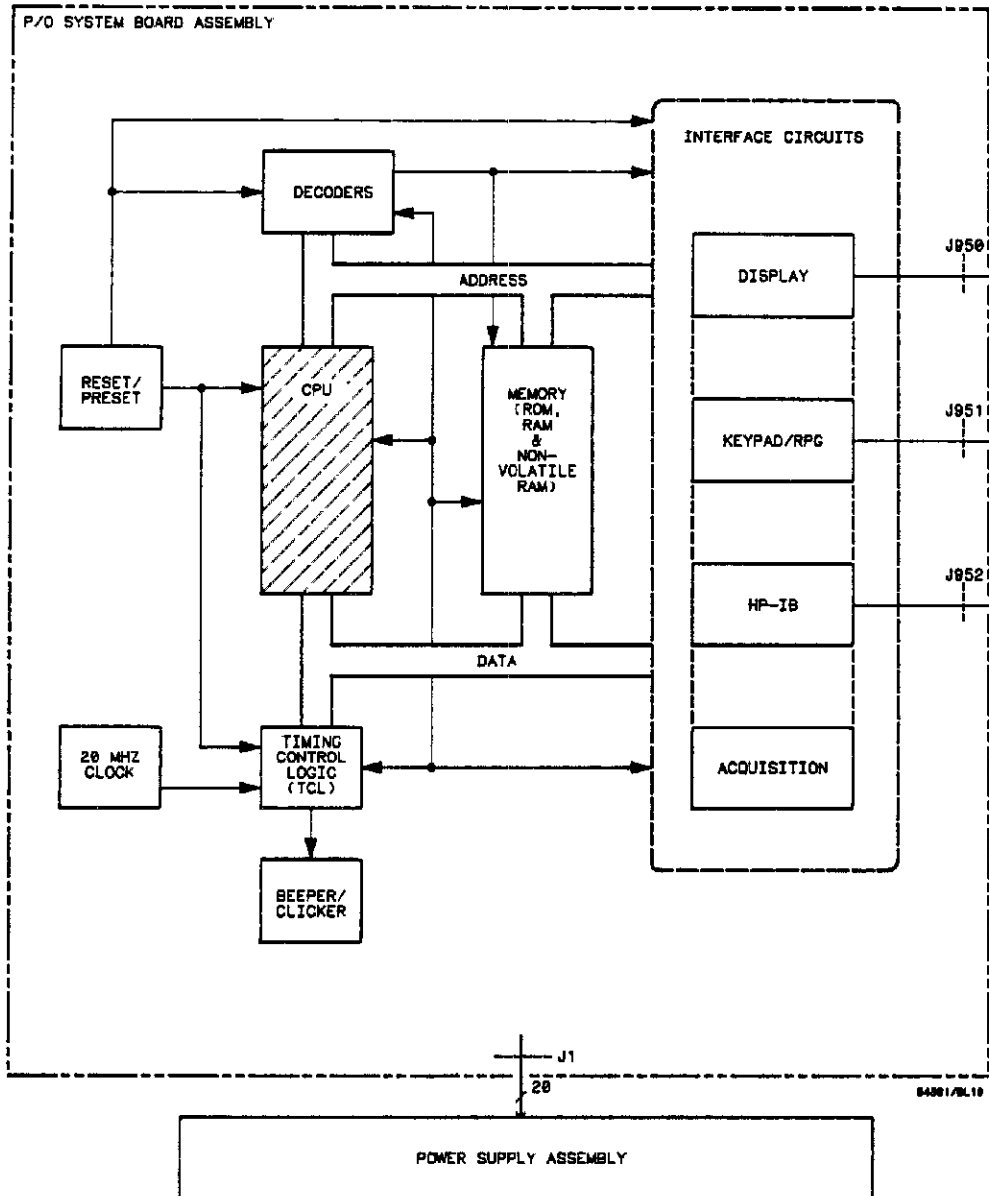 P/O SYSTEM BOARD ASSEMBLY
INTERFACE CIRCUITS
DECODERS
J950
ADDRESS
DISPLAY
RESET/
PRESET
CPU
MEMORY
(ROM,
RAM
&
NON-
VOLATILE
RAM)
J951
KEYPAD/RPG
J952
HP-IB
DATA
20 MHZ
CLOCK
TIMING
CONTROL
LOGIC
(TCL)
ACQUISITION
BEEPER/
CLICKER
J1
20
POWER SUPPLY ASSEMBLY